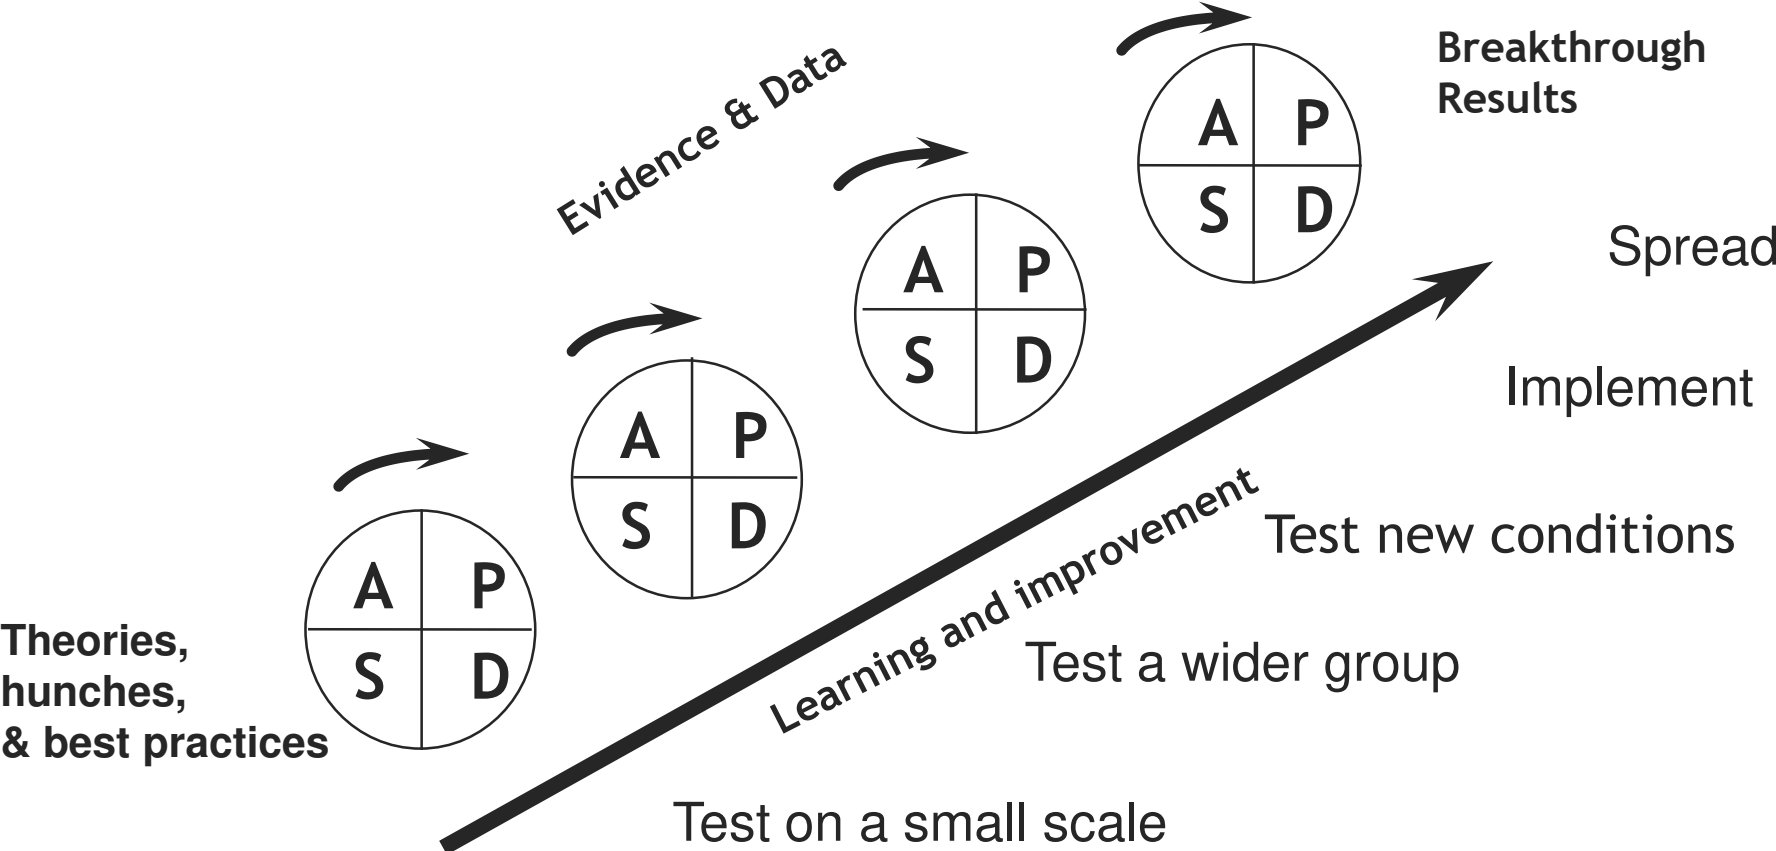 Breakthrough
Results
Evidence & Data
A P
S D
A P
S D
A P
S D
A P
S D
Theories,
hunches,
& best practices
Learning and improvement
Spread
Implement
Test new conditions
Test a wider group
Test on a small scale